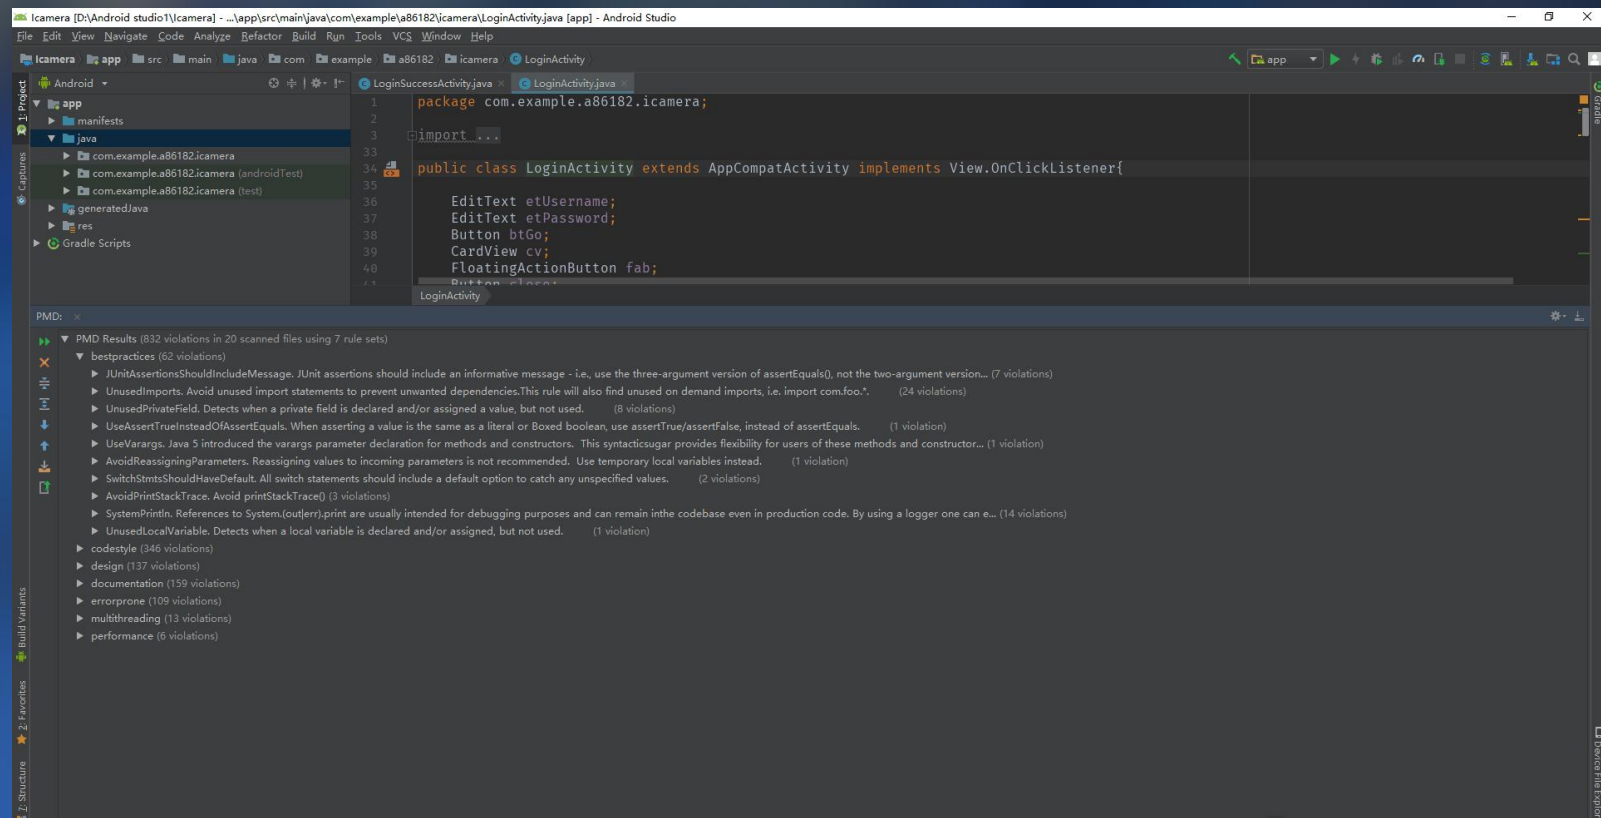 Icamera [D:\Android studio1\Icamera] - ...\app\src\main\java\com\example\a86182\icamera\LoginActivity.java [app] - Android Studio
File Edit View Navigate Code Analyze Refactor Build Run Tools VCS Window Help
Icamera app src main java com example a86182 icamera LoginActivity app
1: Project
Android
LoginSuccessActivity.java LoginActivity.java
Gradle
app
manifests
java
com.example.a86182.icamera
com.example.a86182.icamera (androidTest)
com.example.a86182.icamera (test)
generatedJava
res
Gradle Scripts
Captures
1 package com.example.a86182.icamera;
2
3 import ...
33
34 public class LoginActivity extends AppCompatActivity implements View.OnClickListener{
35
36 EditText etUsername;
37 EditText etPassword;
38 Button btGo;
39 CardView cv;
40 FloatingActionButton fab;
41 Button close;
LoginActivity
PMD:
PMD Results (832 violations in 20 scanned files using 7 rule sets)
bestpractices (62 violations)
JUnitAssertionsShouldIncludeMessage. JUnit assertions should include an informative message - i.e., use the three-argument version of assertEquals(), not the two-argument version... (7 violations)
UnusedImports. Avoid unused import statements to prevent unwanted dependencies.This rule will also find unused on demand imports, i.e. import com.foo.*. (24 violations)
UnusedPrivateField. Detects when a private field is declared and/or assigned a value, but not used. (8 violations)
UseAssertTrueInsteadOfAssertEquals. When asserting a value is the same as a literal or Boxed boolean, use assertTrue/assertFalse, instead of assertEquals. (1 violation)
UseVarargs. Java 5 introduced the varargs parameter declaration for methods and constructors. This syntacticsugar provides flexibility for users of these methods and constructor... (1 violation)
AvoidReassigningParameters. Reassigning values to incoming parameters is not recommended. Use temporary local variables instead. (1 violation)
SwitchStmtsShouldHaveDefault. All switch statements should include a default option to catch any unspecified values. (2 violations)
AvoidPrintStackTrace. Avoid printStackTrace() (3 violations)
SystemPrintln. References to System.(out|err).print are usually intended for debugging purposes and can remain inthe codebase even in production code. By using a logger one can e... (14 violations)
UnusedLocalVariable. Detects when a local variable is declared and/or assigned, but not used. (1 violation)
codestyle (346 violations)
design (137 violations)
documentation (159 violations)
errorprone (109 violations)
multithreading (13 violations)
performance (6 violations)
Build Variants
2: Favorites
7: Structure
Device File Explor